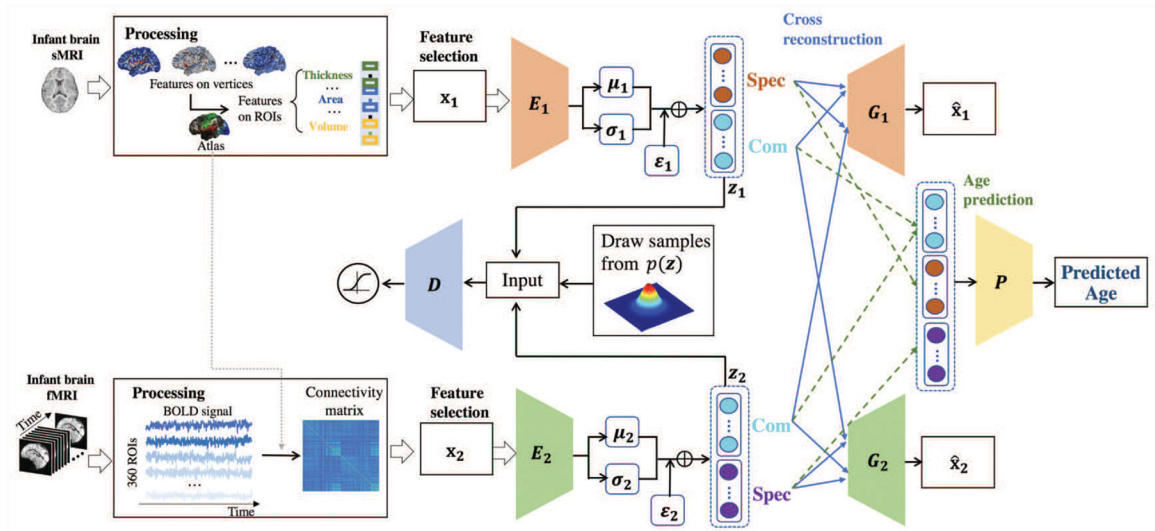 Infant brain
sMRI
Processing
...
Features on vertices
Features
on ROIs
Atlas
Thickness
...
Area
...
Volume
Feature
selection
x₁
E₁
μ₁
σ₁
ε₁
z₁
Spec
Com
Cross
reconstruction
G₁
x̂₁
D
Input
Draw samples
from p(z)
Age
prediction
P
Predicted
Age
Infant brain
fMRI
Time
Processing
BOLD signal
360 ROIs
...
Time
Connectivity
matrix
Feature
selection
x₂
E₂
μ₂
σ₂
ε₂
z₂
Com
Spec
G₂
x̂₂